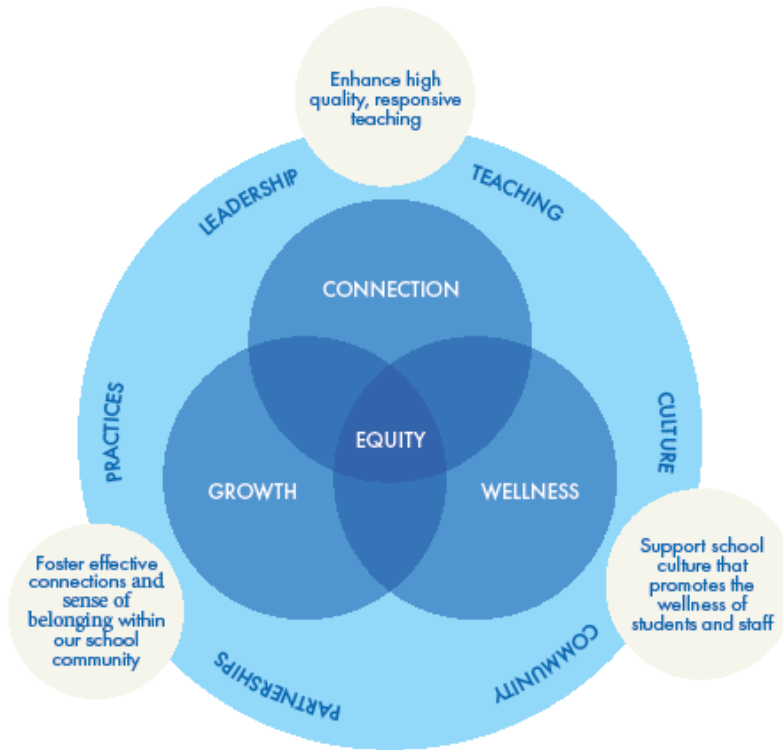 Enhance high
quality, responsive
teaching
LEADERSHIP
TEACHING
CONNECTION
PRACTICES
CULTURE
EQUITY
GROWTH
WELLNESS
Foster effective
connections and
sense of
belonging within
our school
community
Support school
culture that
promotes the
wellness of
students and staff
PARTNERSHIPS
COMMUNITY